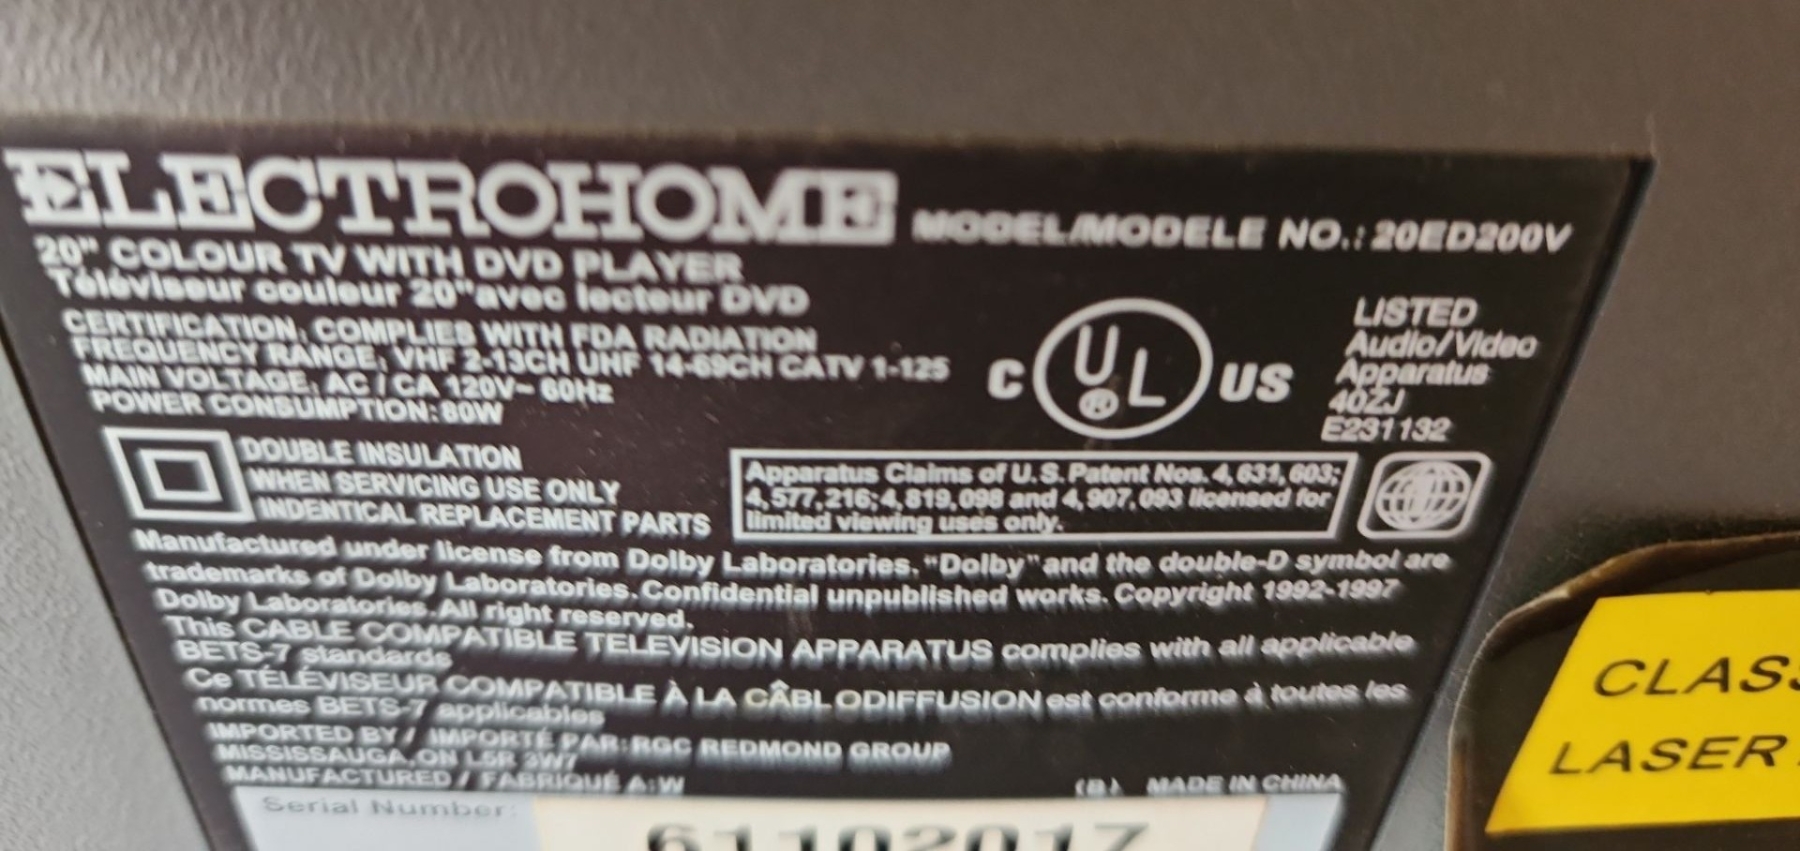 ELECTROHOME MODEL/MODELE NO.: 20ED200V
20" COLOUR TV WITH DVD PLAYER
Téléviseur couleur 20"avec lecteur DVD
CERTIFICATION, COMPLIES WITH FDA RADIATION
FREQUENCY RANGE, VHF 2-13CH UHF 14-69CH CATV 1-125
MAIN VOLTAGE, AC / CA 120V~ 60Hz
POWER CONSUMPTION: 80W
C UL® US
LISTED
Audio/Video
Apparatus
40ZJ
E231132
DOUBLE INSULATION
WHEN SERVICING USE ONLY
INDENTICAL REPLACEMENT PARTS
Apparatus Claims of U.S. Patent Nos. 4,631,603;
4,577,216; 4,819,098 and 4,907,093 licensed for
limited viewing uses only.
Manufactured under license from Dolby Laboratories. "Dolby" and the double-D symbol are
trademarks of Dolby Laboratories. Confidential unpublished works. Copyright 1992-1997
Dolby Laboratories. All right reserved.
This CABLE COMPATIBLE TELEVISION APPARATUS complies with all applicable
BETS-7 standards
Ce TÉLÉVISEUR COMPATIBLE À LA CÂBLODIFFUSION est conforme à toutes les
normes BETS-7 applicables
IMPORTED BY / IMPORTÉ PAR: RGC REDMOND GROUP
MISSISSAUGA, ON L5R 3W7
MANUFACTURED / FABRIQUÉ A: W (B) MADE IN CHINA
Serial Number:
61102017
CLASS
LASER